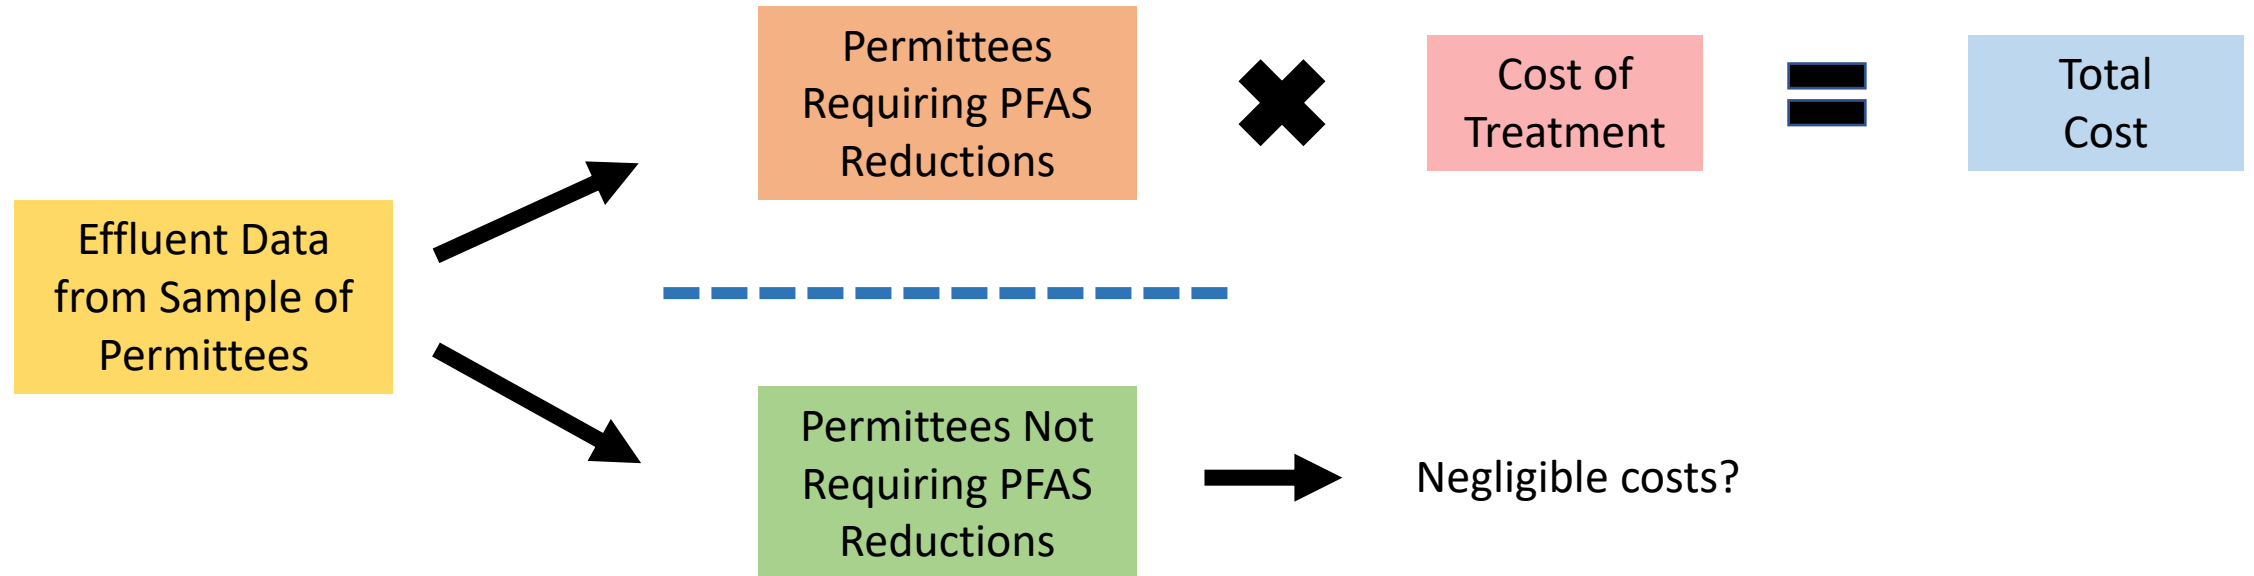 Effluent Data
from Sample of
Permittees
Permittees
Requiring PFAS
Reductions
Cost of
Treatment
Total
Cost
Permittees Not
Requiring PFAS
Reductions
Negligible costs?